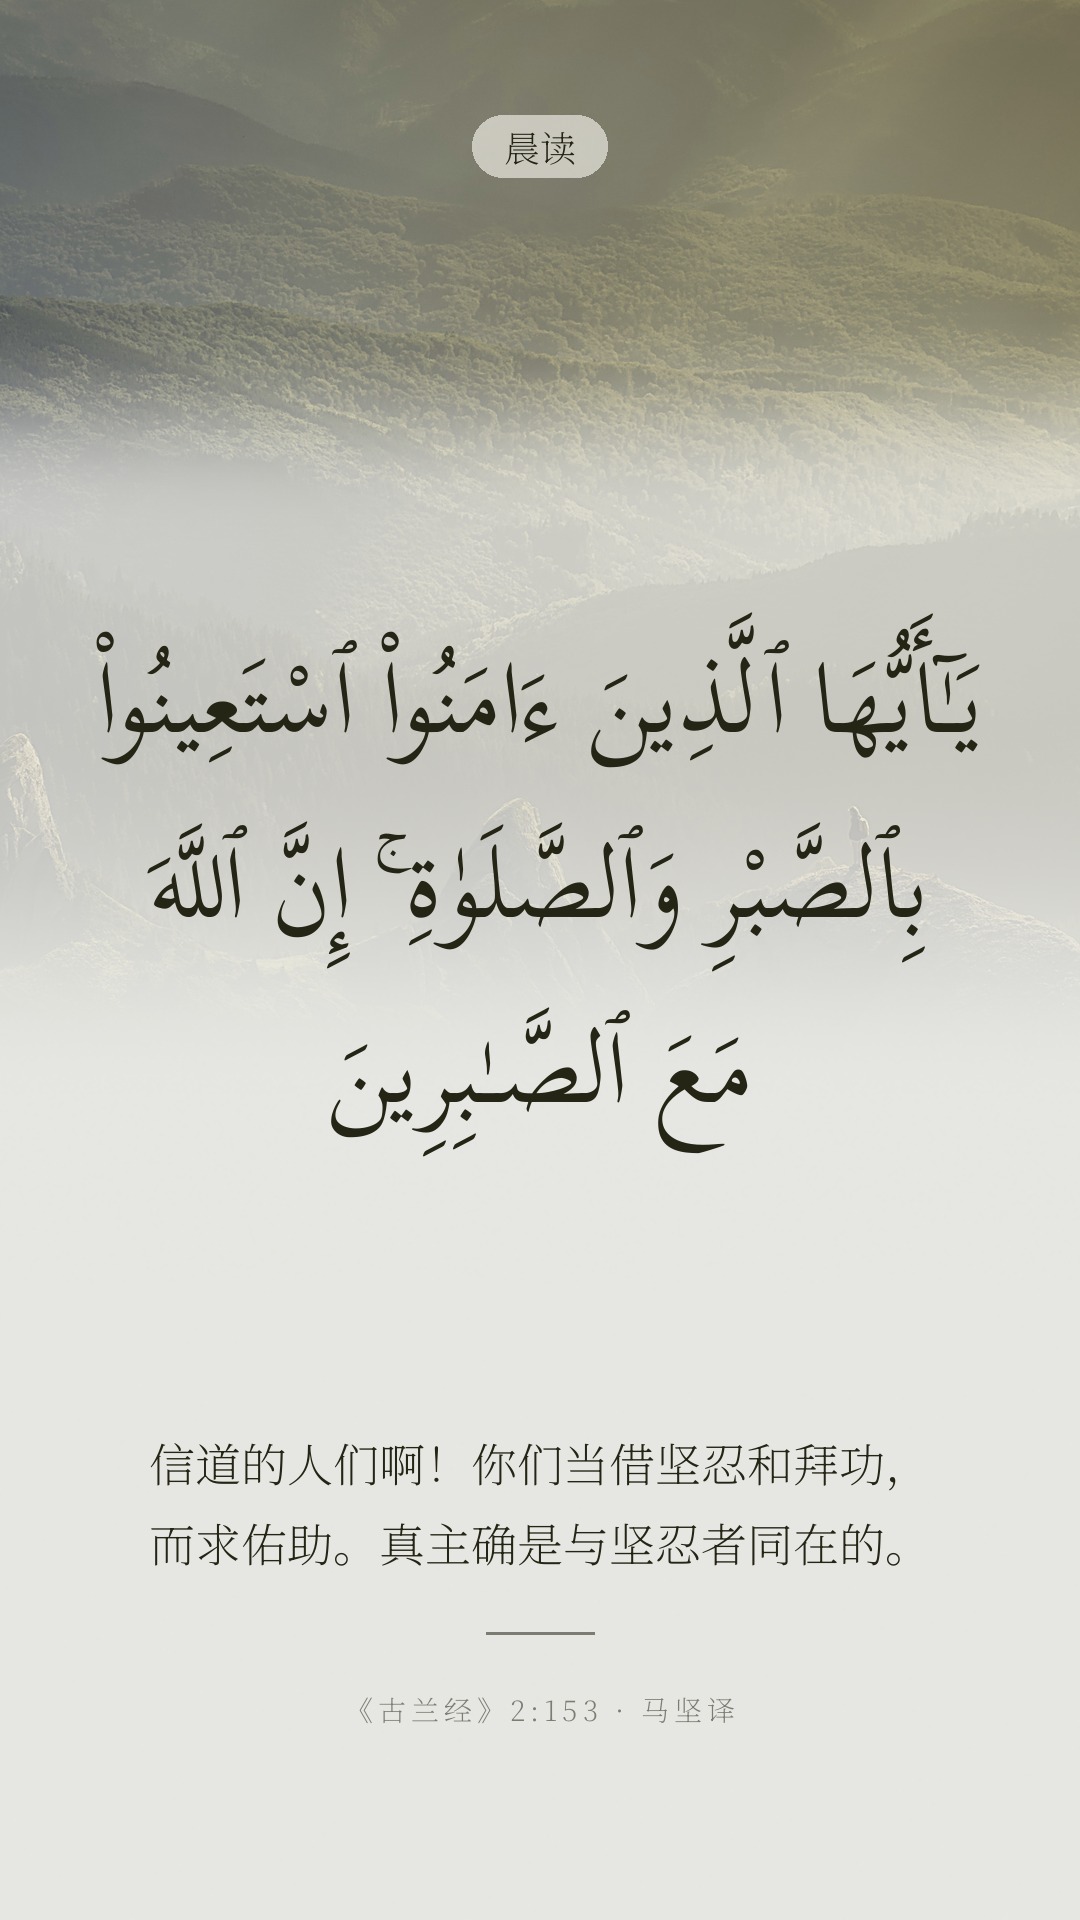 晨读
يَـٰٓأَيُّهَا ٱلَّذِينَ ءَامَنُوا۟ ٱسْتَعِينُوا۟
بِٱلصَّبْرِ وَٱلصَّلَوٰةِ ۚ إِنَّ ٱللَّهَ
مَعَ ٱلصَّـٰبِرِينَ
信道的人们啊！你们当借坚忍和拜功，
而求佑助。真主确是与坚忍者同在的。
《古兰经》2:153 · 马坚译